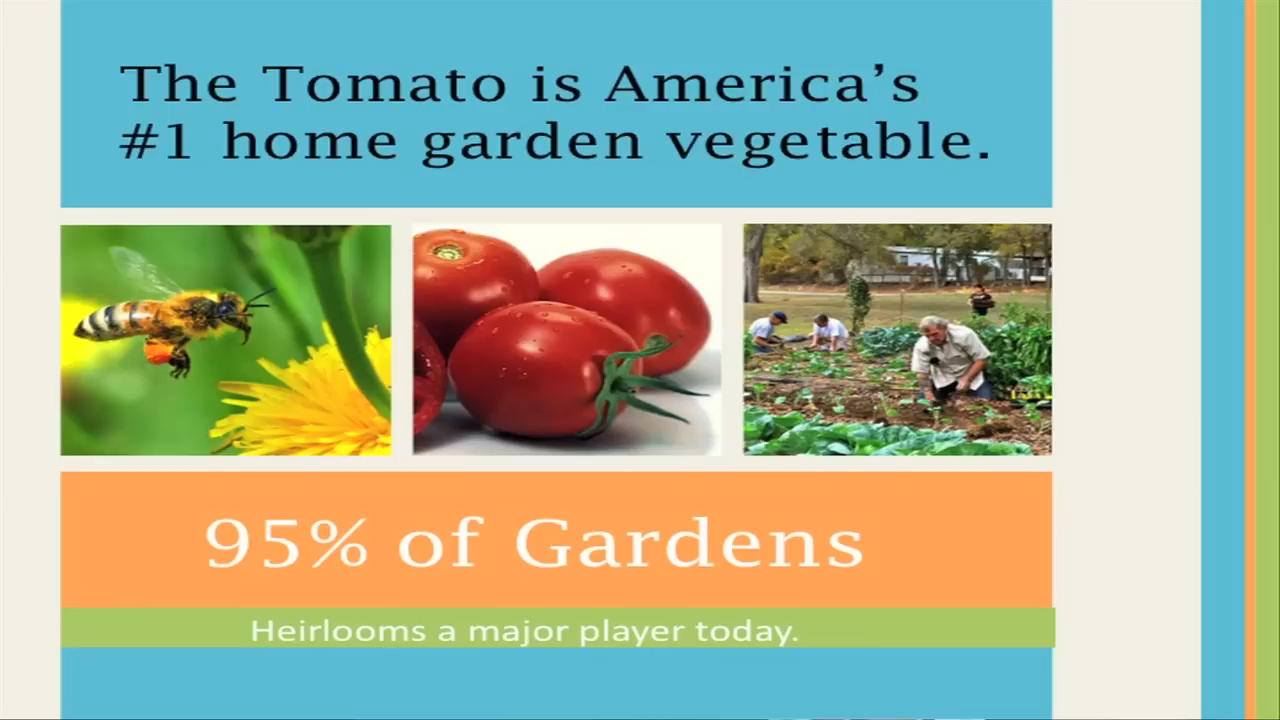 The Tomato is America’s
#1 home garden vegetable.
95% of Gardens
Heirlooms a major player today.